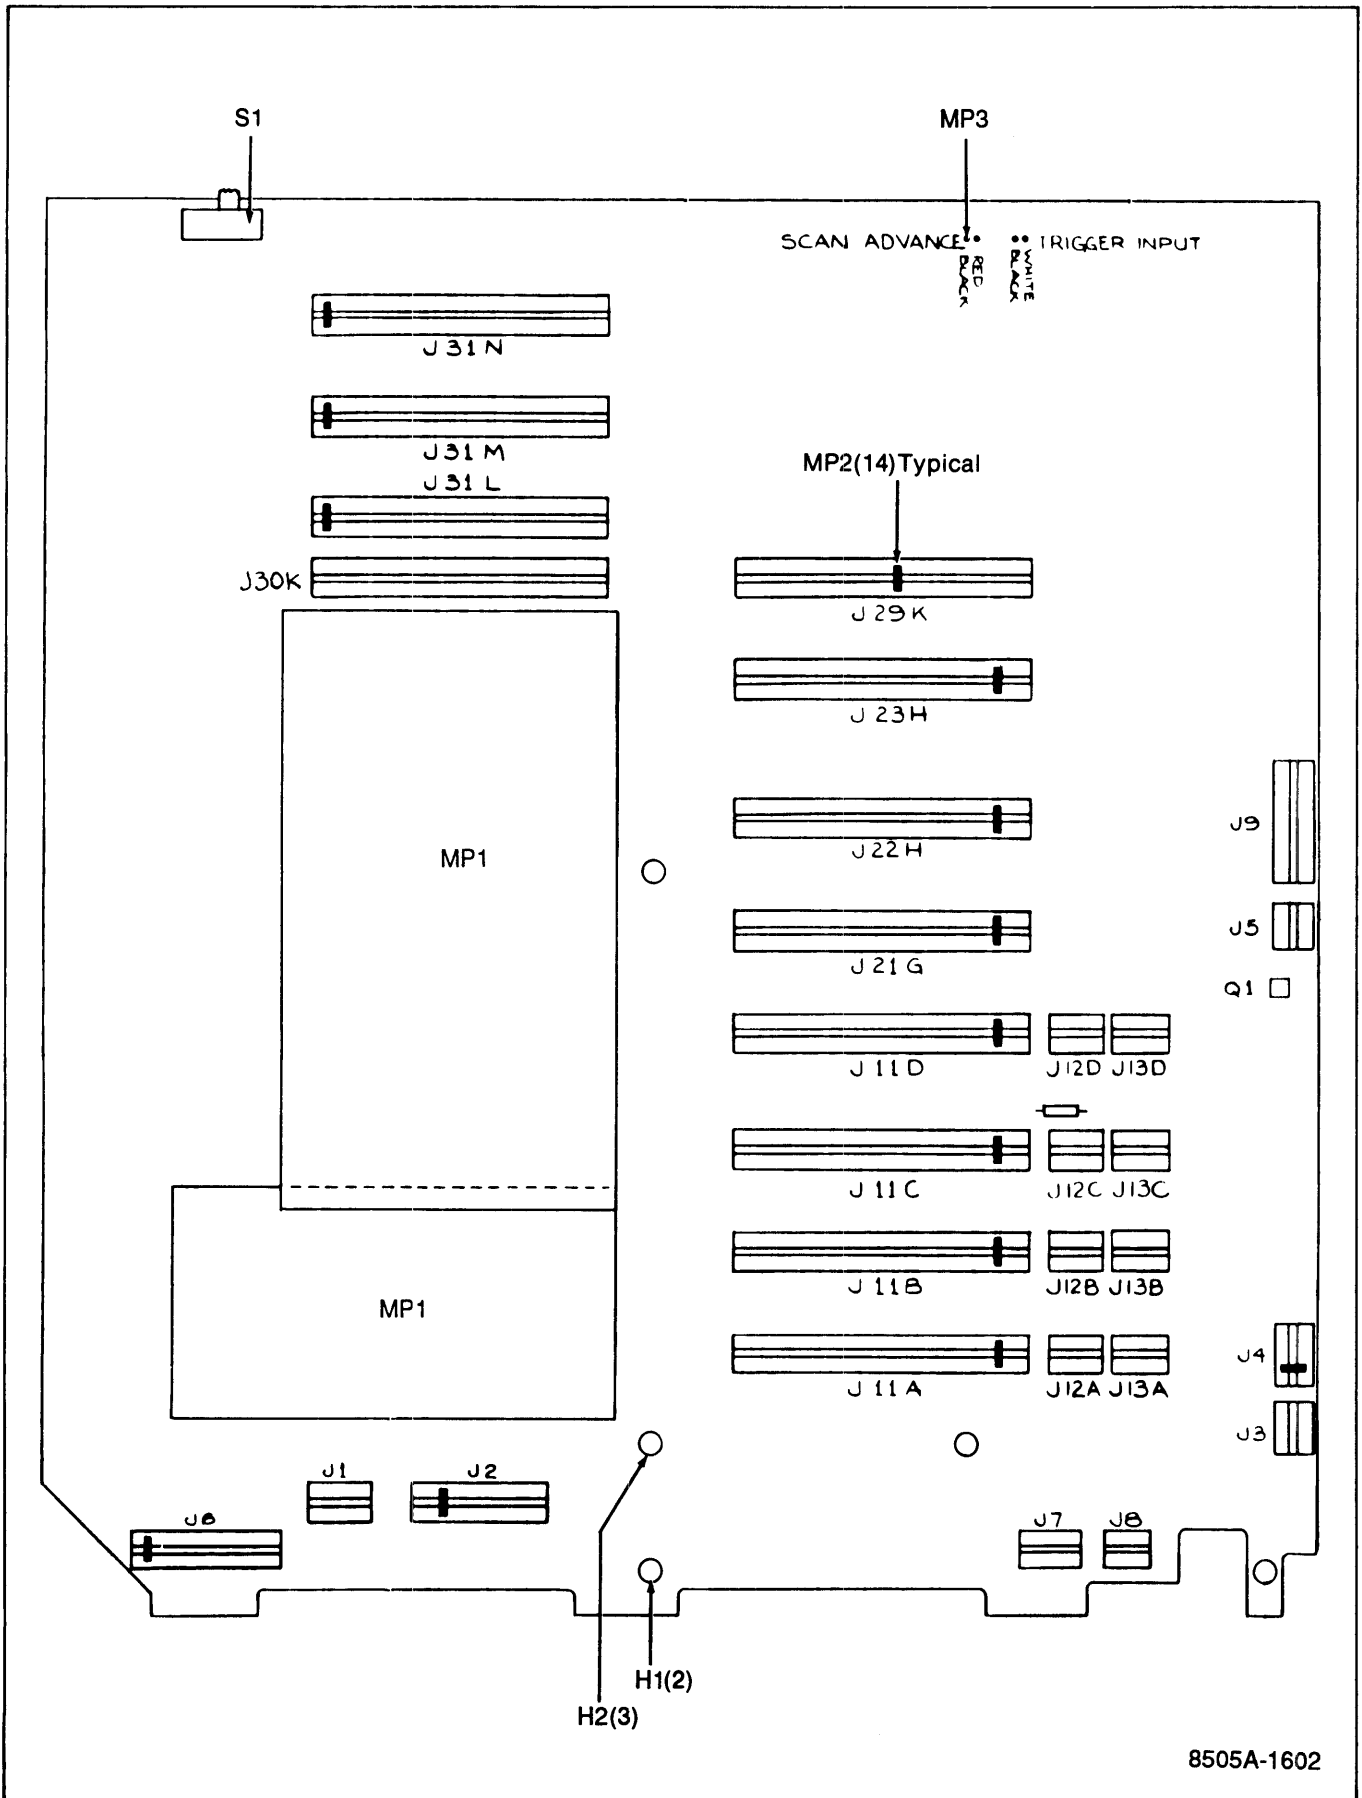 S1
MP3
SCAN ADVANCE
TRIGGER INPUT
RED
BLACK
WHITE
BLACK
J31N
J31M
J31L
J30K
MP2(14)Typical
J29K
J23H
J22H
J21G
J9
J5
Q1
MP1
J11D
J12D
J13D
J11C
J12C
J13C
J11B
J12B
J13B
MP1
J11A
J12A
J13A
J4
J3
J1
J2
J6
J7
J8
H1(2)
H2(3)
8505A-1602